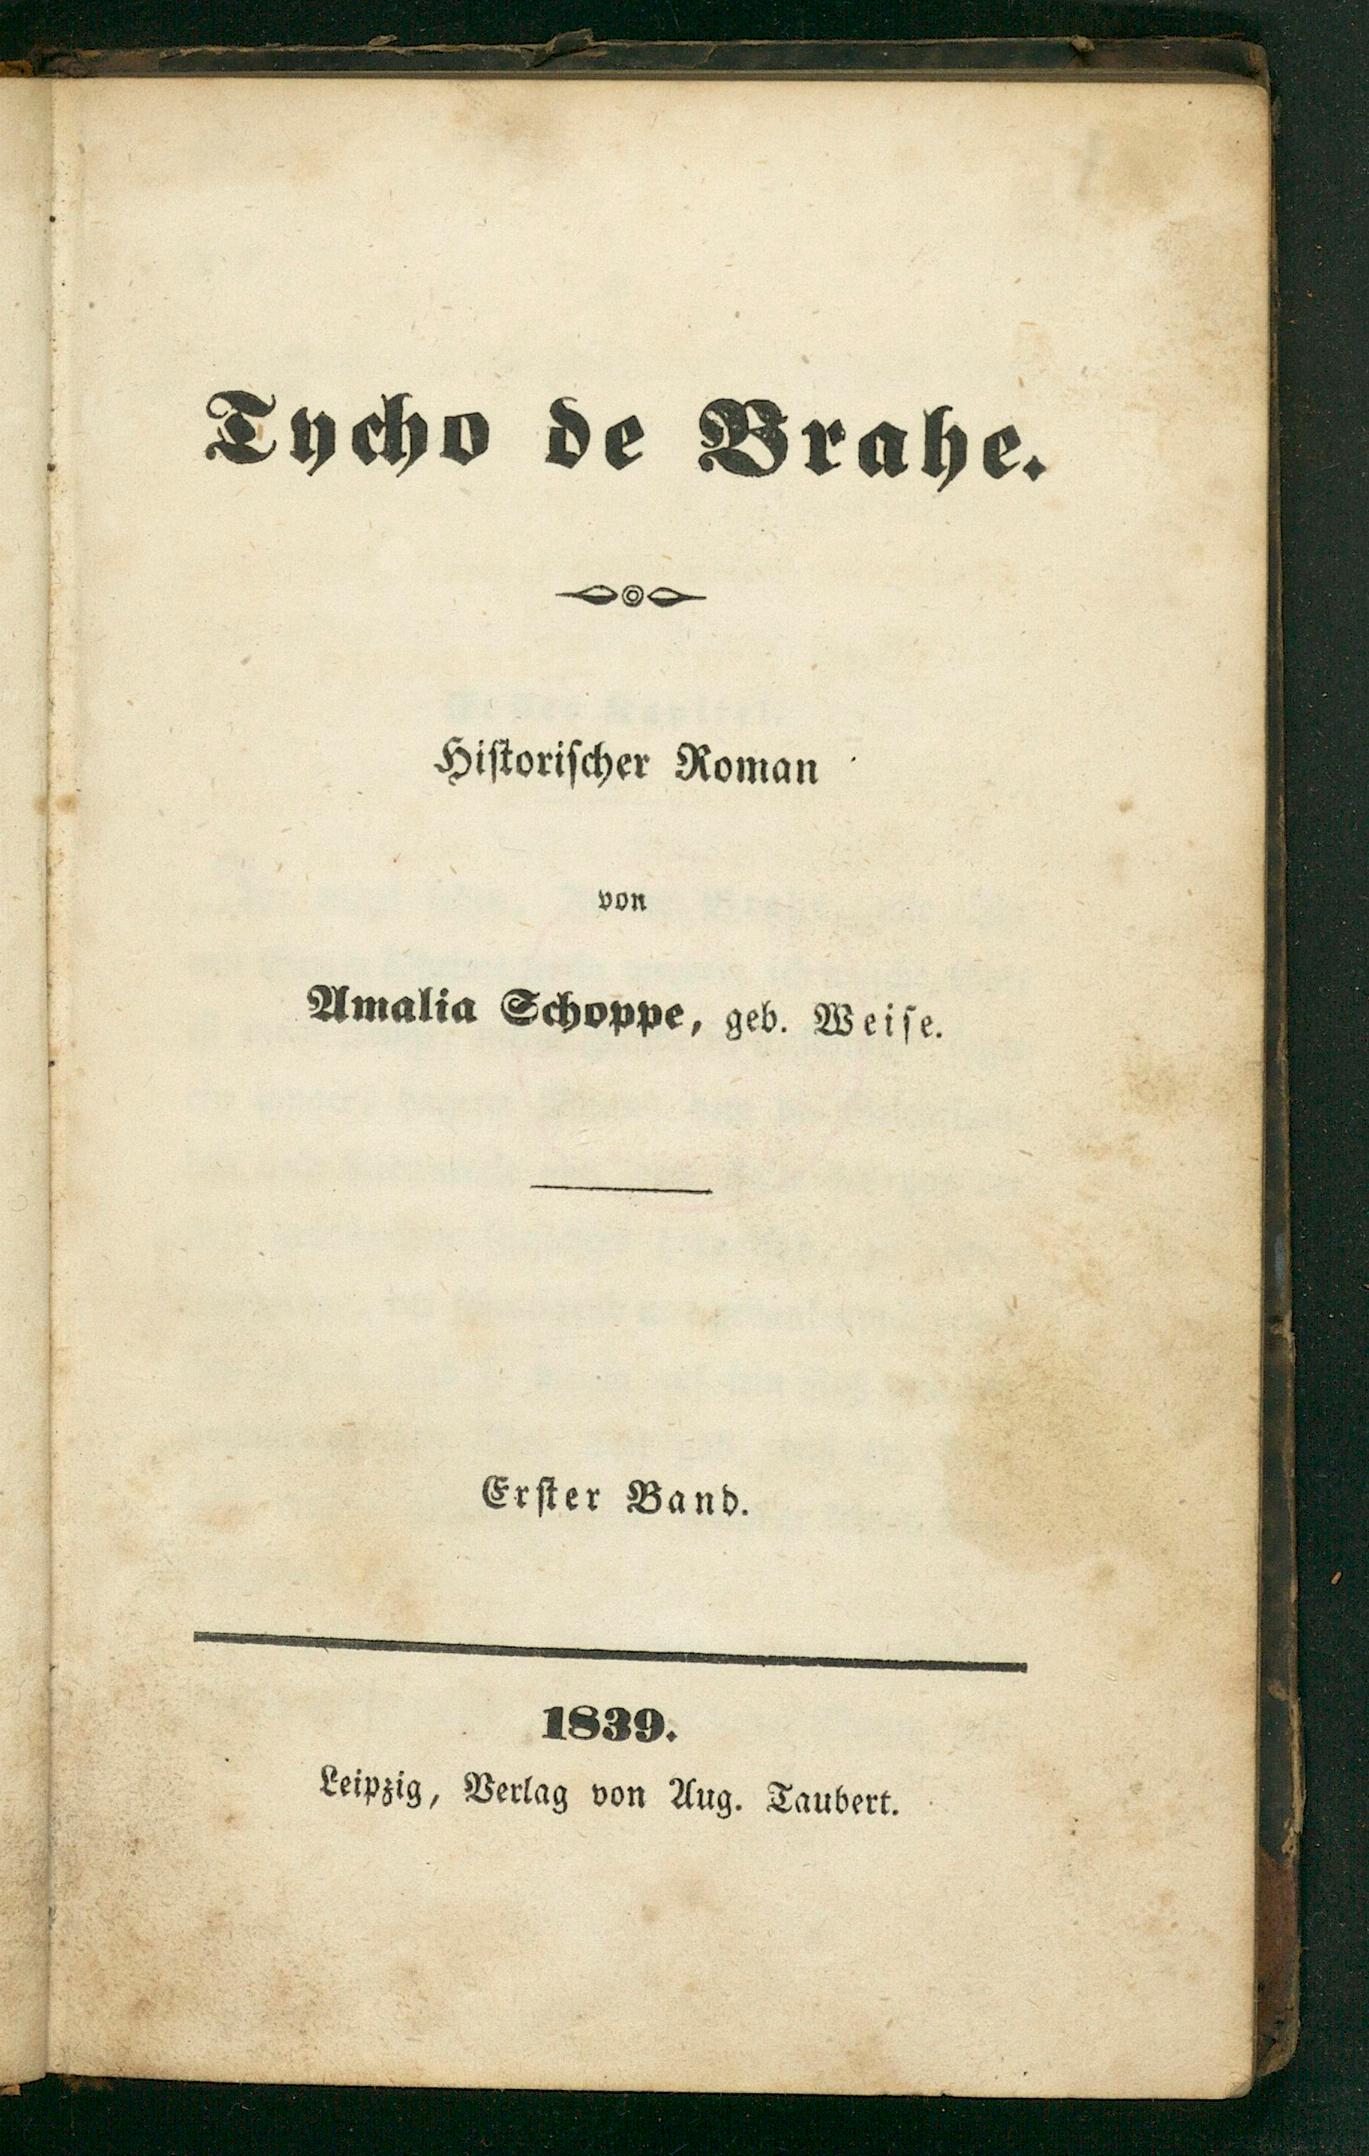 Tycho de Brahe.
Historischer Roman
von
Amalia Schoppe, geb. Weise.
Erster Band.
1839.
Leipzig, Verlag von Aug. Taubert.